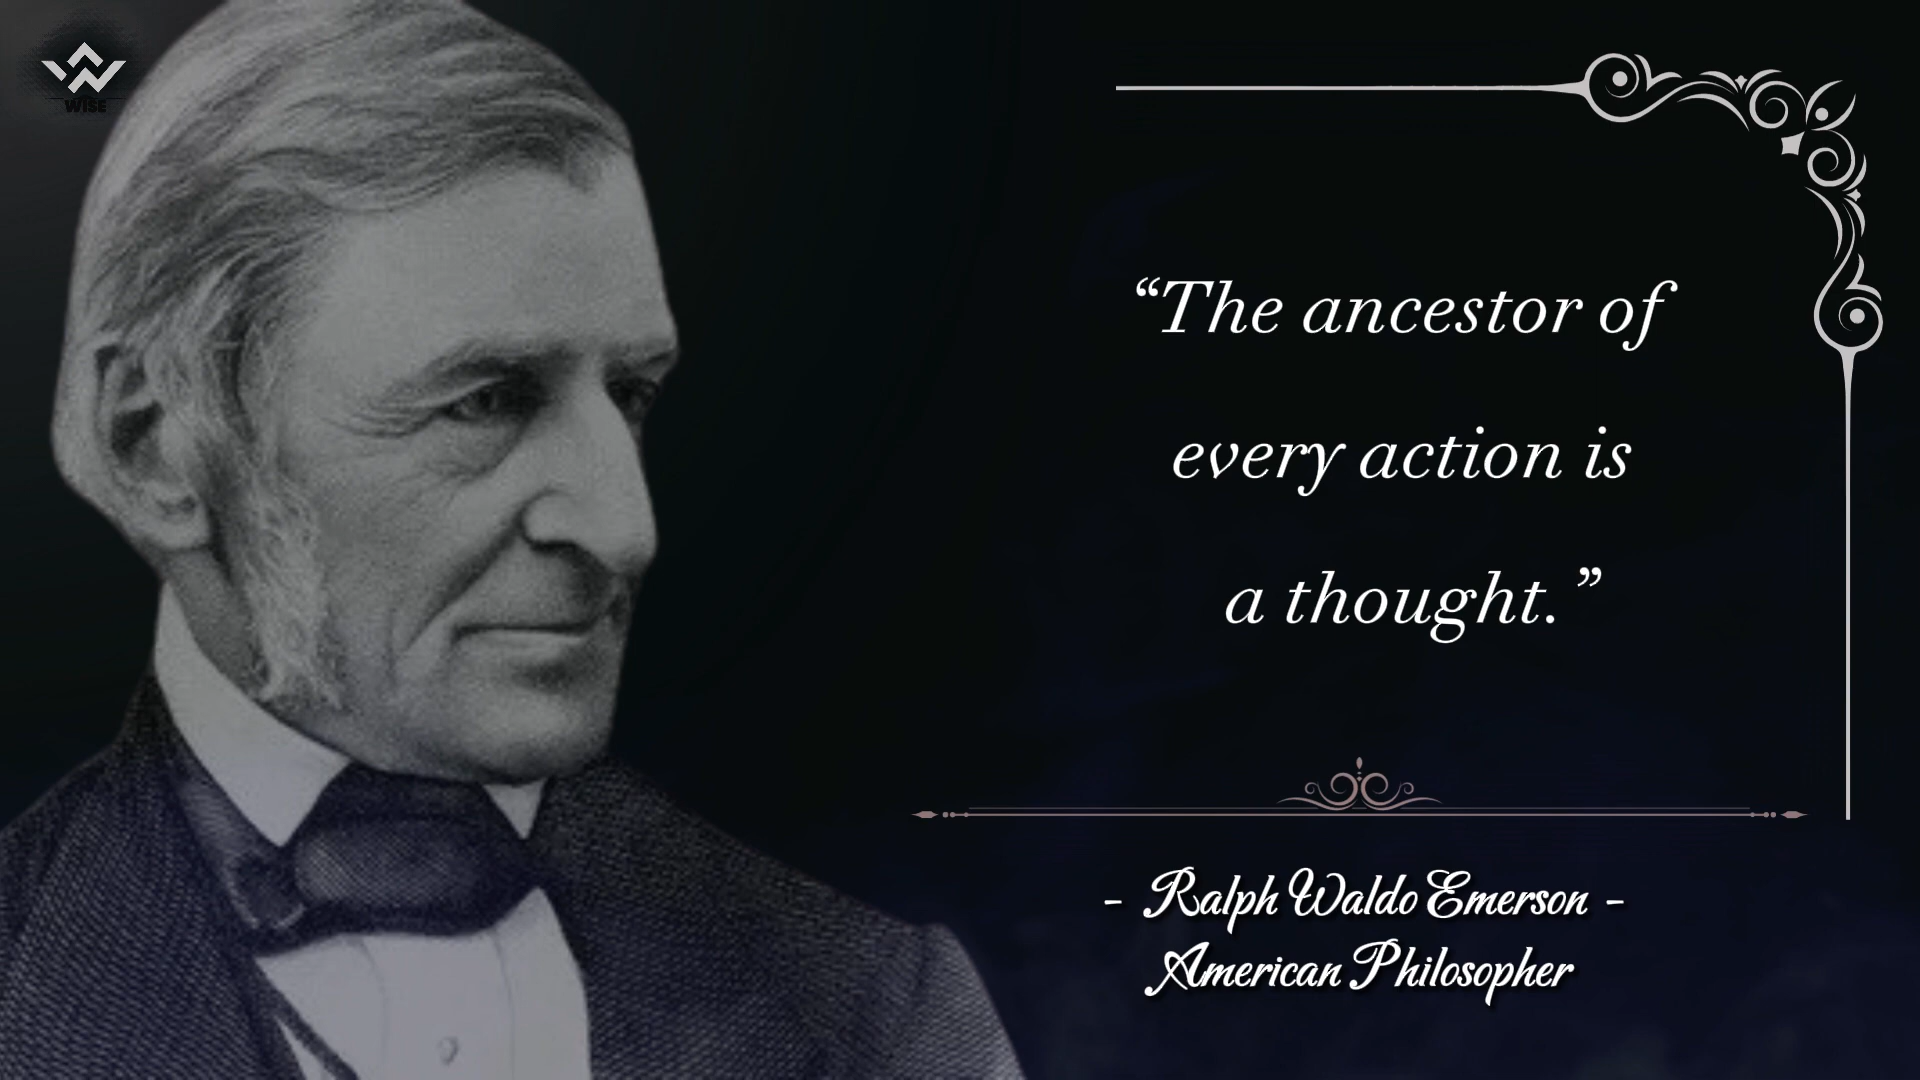 WISE
“The ancestor of
every action is
a thought. ”
- Ralph Waldo Emerson -
American Philosopher